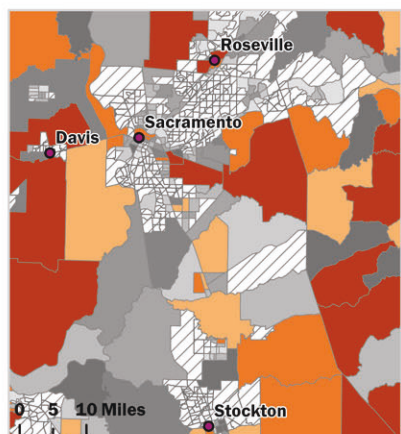 Roseville
Sacramento
Davis
0 5 10 Miles
Stockton